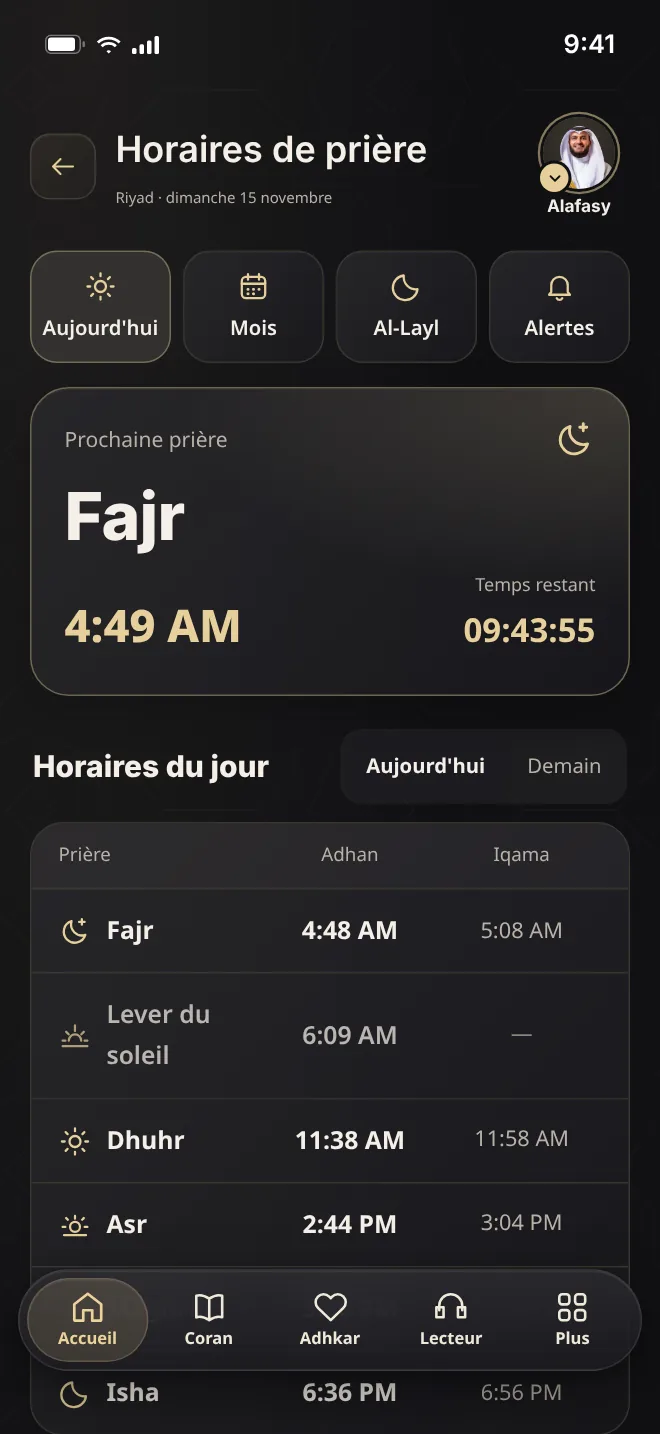 9:41
Horaires de prière
Riyad · dimanche 15 novembre
Alafasy
Aujourd'hui
Mois
Al-Layl
Alertes
Prochaine prière
Fajr
Temps restant
4:49 AM
09:43:55
Horaires du jour
Aujourd'hui
Demain
Prière Adhan Iqama
Fajr 4:48 AM 5:08 AM
Lever du
soleil
6:09 AM —
Dhuhr 11:38 AM 11:58 AM
Asr 2:44 PM 3:04 PM
Accueil
Coran
Adhkar
Lecteur
Plus
Isha 6:36 PM 6:56 PM